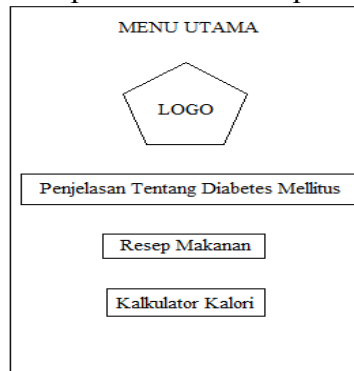 MENU UTAMA
LOGO
Penjelasan Tentang Diabetes Mellitus
Resep Makanan
Kalkulator Kalori